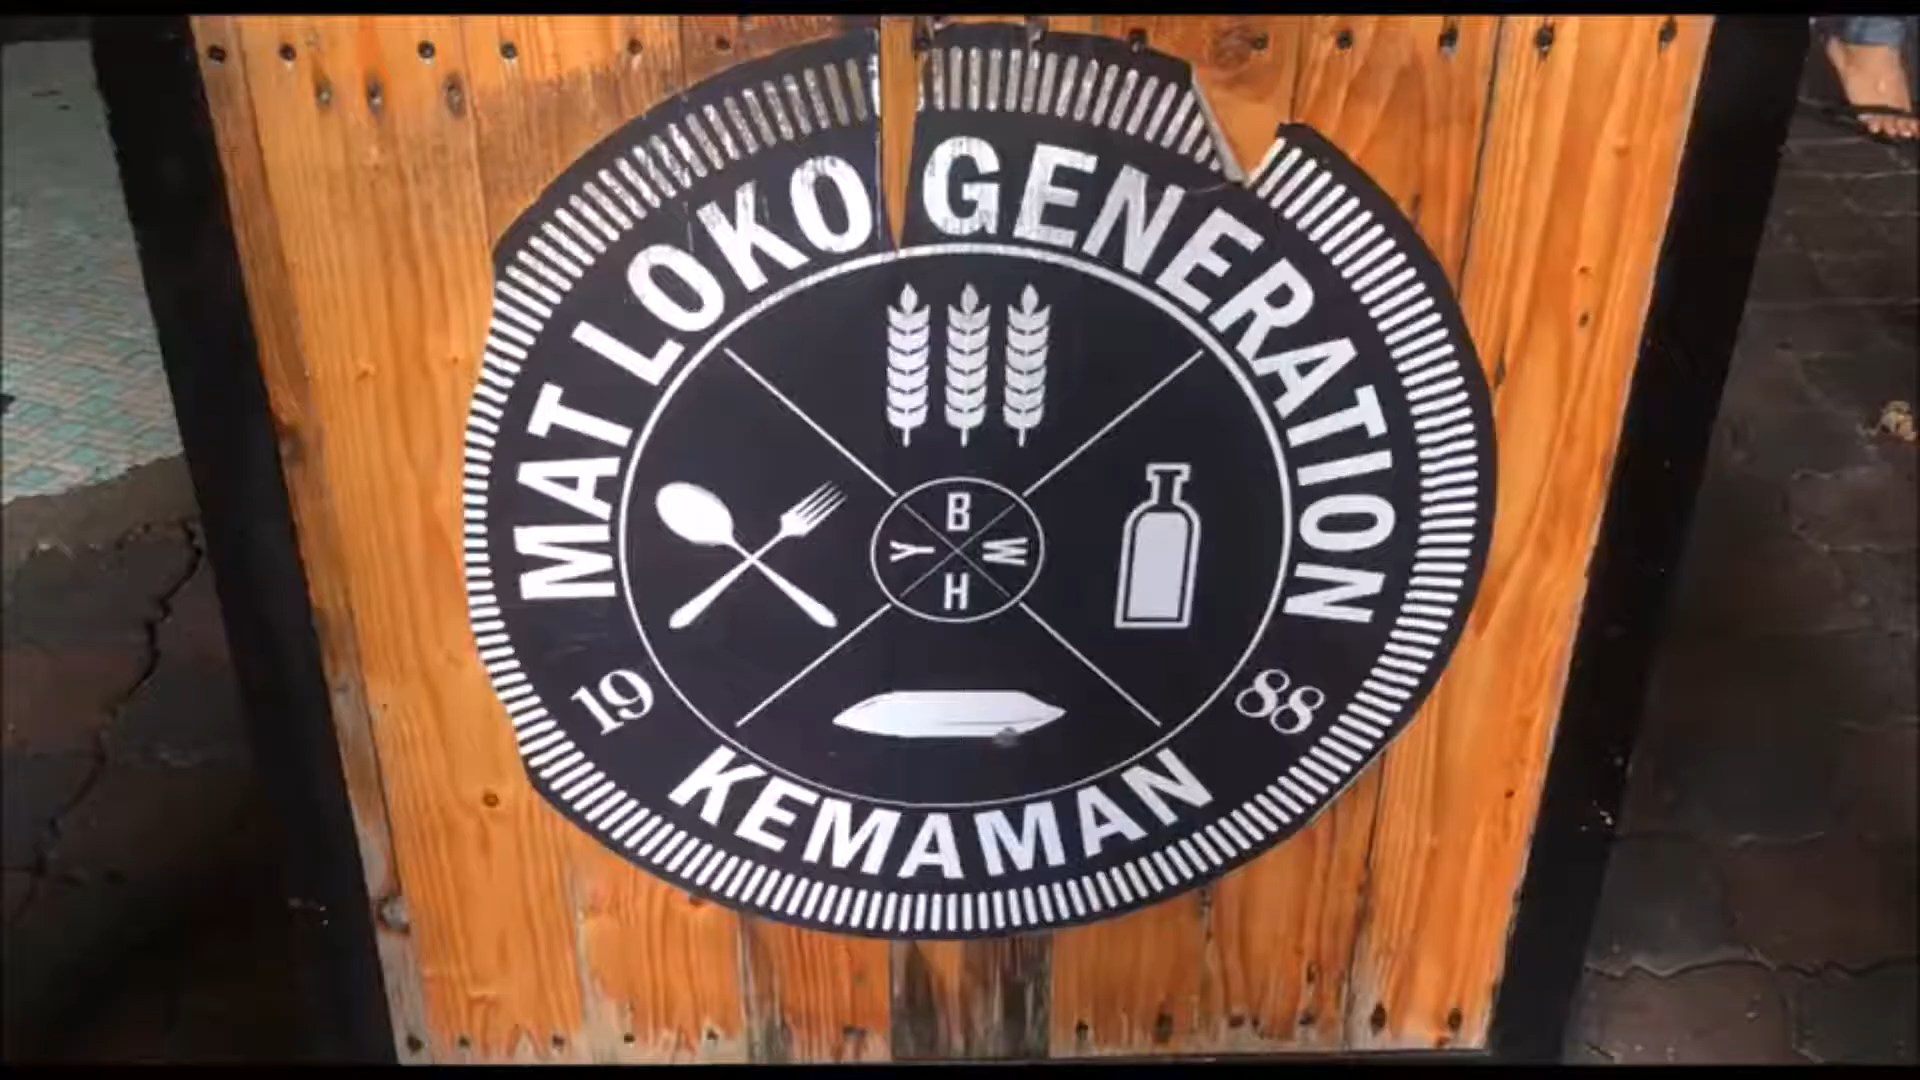 MAT LOKO GENERATION
B
Y W
H
19 88
KEMAMAN